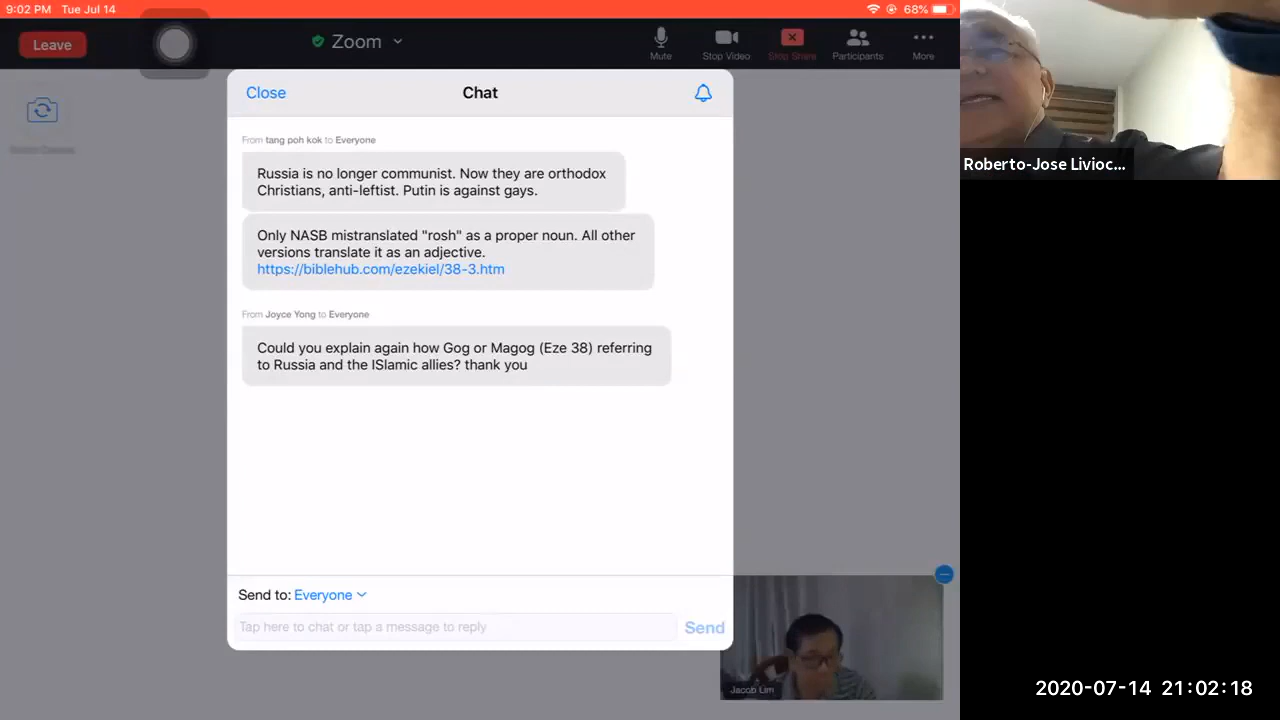 9:02 PM Tue Jul 14
68%
Leave
Zoom
Mute
Stop Video
Stop Share
Participants
More
Roberto-Jose Livioc...
Close
Chat
From tang poh kok to Everyone
Russia is no longer communist. Now they are orthodox
Christians, anti-leftist. Putin is against gays.
Only NASB mistranslated "rosh" as a proper noun. All other
versions translate it as an adjective.
https://biblehub.com/ezekiel/38-3.htm
From Joyce Yong to Everyone
Could you explain again how Gog or Magog (Eze 38) referring
to Russia and the ISlamic allies? thank you
Send to: Everyone
Tap here to chat or tap a message to reply
Send
Jacob Lim
2020-07-14 21:02:18